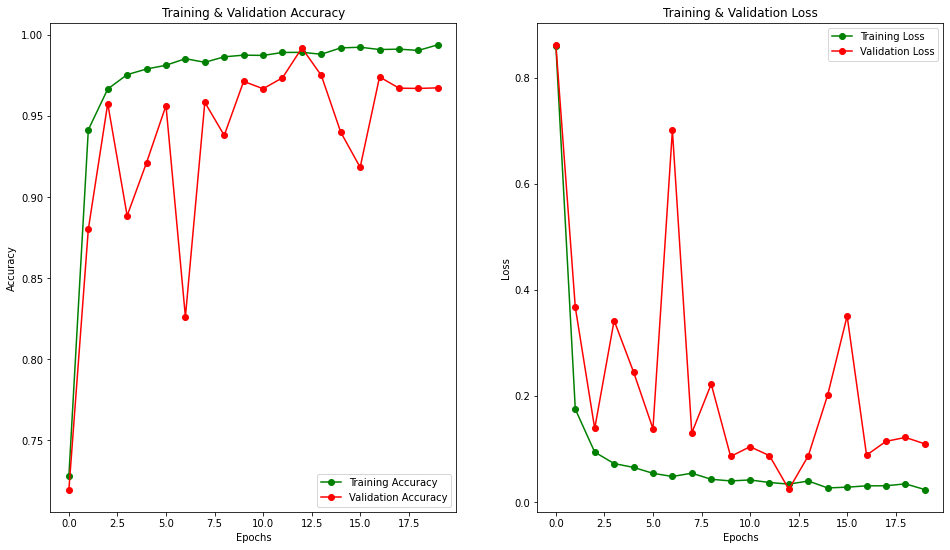 Training & Validation Accuracy
1.00
0.95
0.90
0.85
0.80
0.75
Accuracy
0.0 2.5 5.0 7.5 10.0 12.5 15.0 17.5
Epochs
Training Accuracy
Validation Accuracy
Training & Validation Loss
0.8
0.6
0.4
0.2
0.0
Loss
0.0 2.5 5.0 7.5 10.0 12.5 15.0 17.5
Epochs
Training Loss
Validation Loss